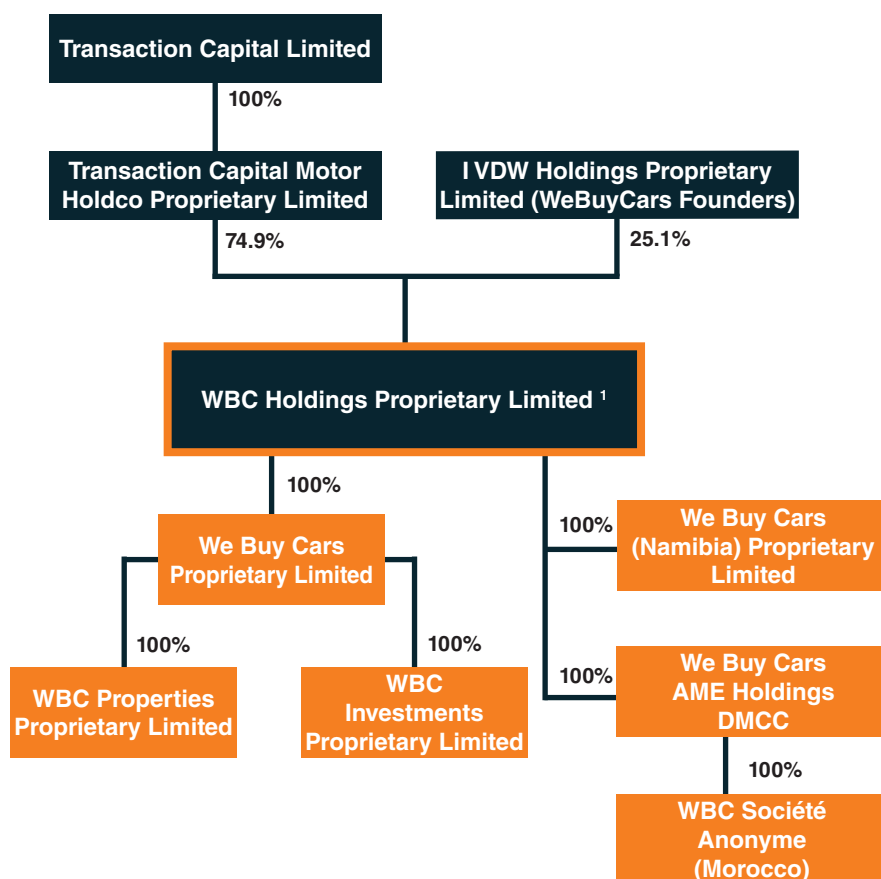 Transaction Capital Limited
100%
Transaction Capital Motor
Holdco Proprietary Limited
I VDW Holdings Proprietary
Limited (WeBuyCars Founders)
74.9%
25.1%
WBC Holdings Proprietary Limited ¹
100%
We Buy Cars
Proprietary Limited
100%
We Buy Cars
(Namibia) Proprietary
Limited
100%
WBC Properties
Proprietary Limited
100%
WBC
Investments
Proprietary Limited
100%
We Buy Cars
AME Holdings
DMCC
100%
WBC Société
Anonyme
(Morocco)